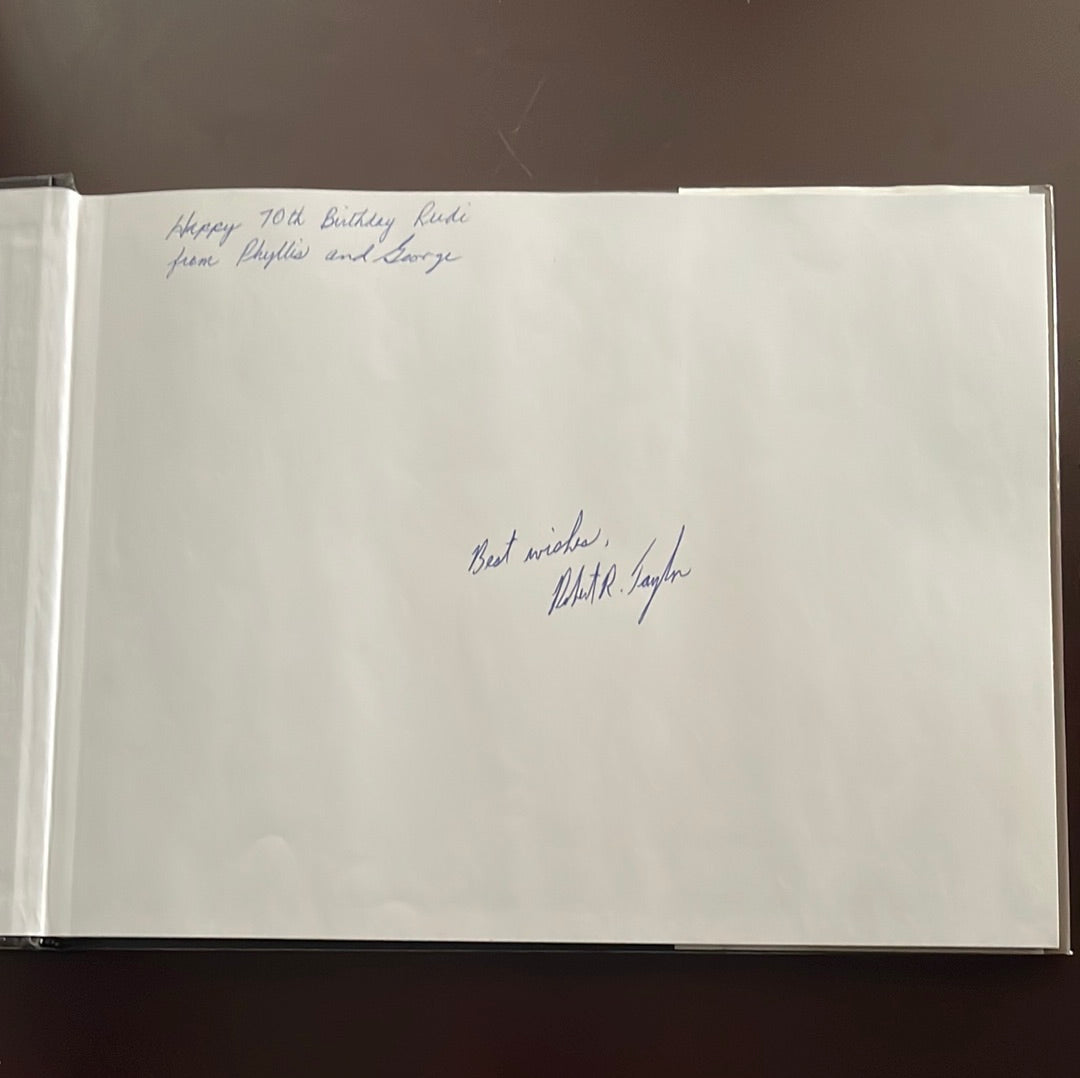 Happy 70th Birthday Rudi
from Phyllis and George
Best wishes,
Robert R. Taylor